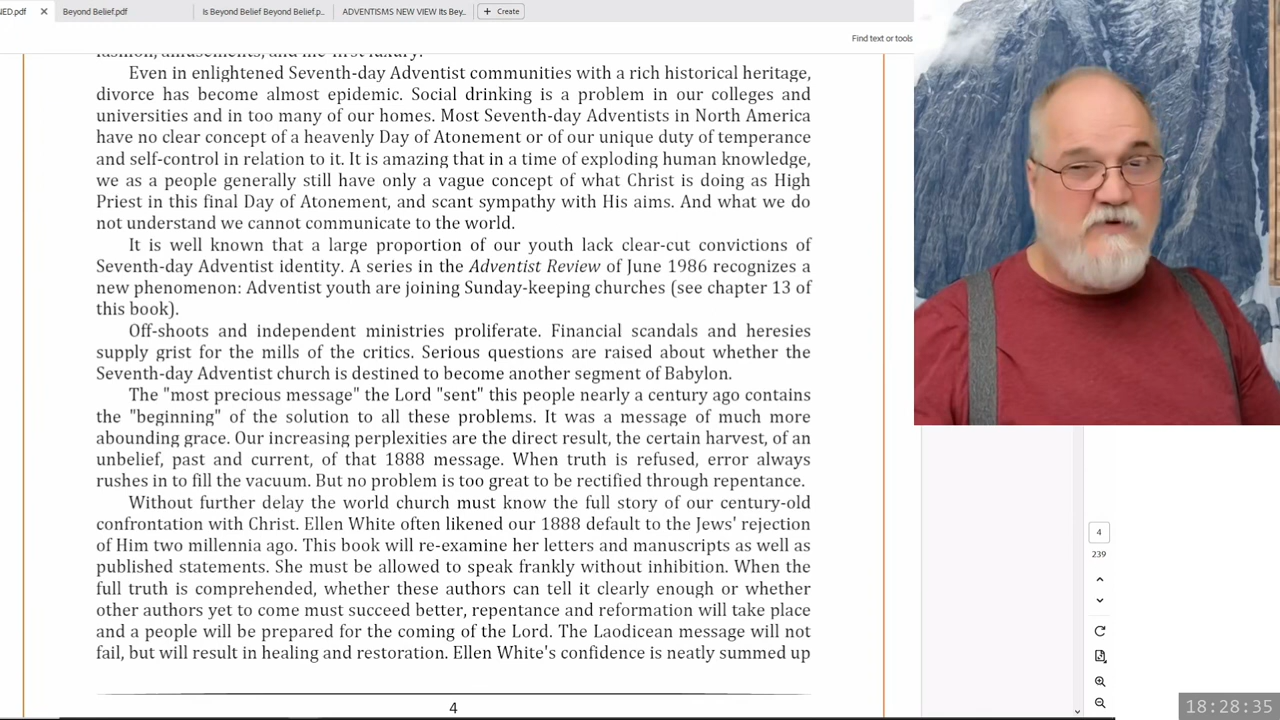 NED.pdf
Beyond Belief.pdf
Is Beyond Belief Beyond Belief.p..
ADVENTISMS NEW VIEW Its Bey..
+ Create
Find text or tools
fashion, amusements, and
luxury.
Even in enlightened Seventh-day Adventist communities with a rich historical heritage,
divorce has become almost epidemic. Social drinking is a problem in our colleges and
universities and in too many of our homes. Most Seventh-day Adventists in North America
have no clear concept of a heavenly Day of Atonement or of our unique duty of temperance
and self-control in relation to it. It is amazing that in a time of exploding human knowledge,
we as a people generally still have only a vague concept of what Christ is doing as High
Priest in this final Day of Atonement, and scant sympathy with His aims. And what we do
not understand we cannot communicate to the world.
It is well known that a large proportion of our youth lack clear-cut convictions of
Seventh-day Adventist identity. A series in the Adventist Review of June 1986 recognizes a
new phenomenon: Adventist youth are joining Sunday-keeping churches (see chapter 13 of
this book).
Off-shoots and independent ministries proliferate. Financial scandals and heresies
supply grist for the mills of the critics. Serious questions are raised about whether the
Seventh-day Adventist church is destined to become another segment of Babylon.
The "most precious message" the Lord "sent" this people nearly a century ago contains
the "beginning" of the solution to all these problems. It was a message of much more
abounding grace. Our increasing perplexities are the direct result, the certain harvest, of an
unbelief, past and current, of that 1888 message. When truth is refused, error always
rushes in to fill the vacuum. But no problem is too great to be rectified through repentance.
Without further delay the world church must know the full story of our century-old
confrontation with Christ. Ellen White often likened our 1888 default to the Jews' rejection
of Him two millennia ago. This book will re-examine her letters and manuscripts as well as
published statements. She must be allowed to speak frankly without inhibition. When the
full truth is comprehended, whether these authors can tell it clearly enough or whether
other authors yet to come must succeed better, repentance and reformation will take place
and a people will be prepared for the coming of the Lord. The Laodicean message will not
fail, but will result in healing and restoration. Ellen White's confidence is neatly summed up
4
4
239
18:28:35